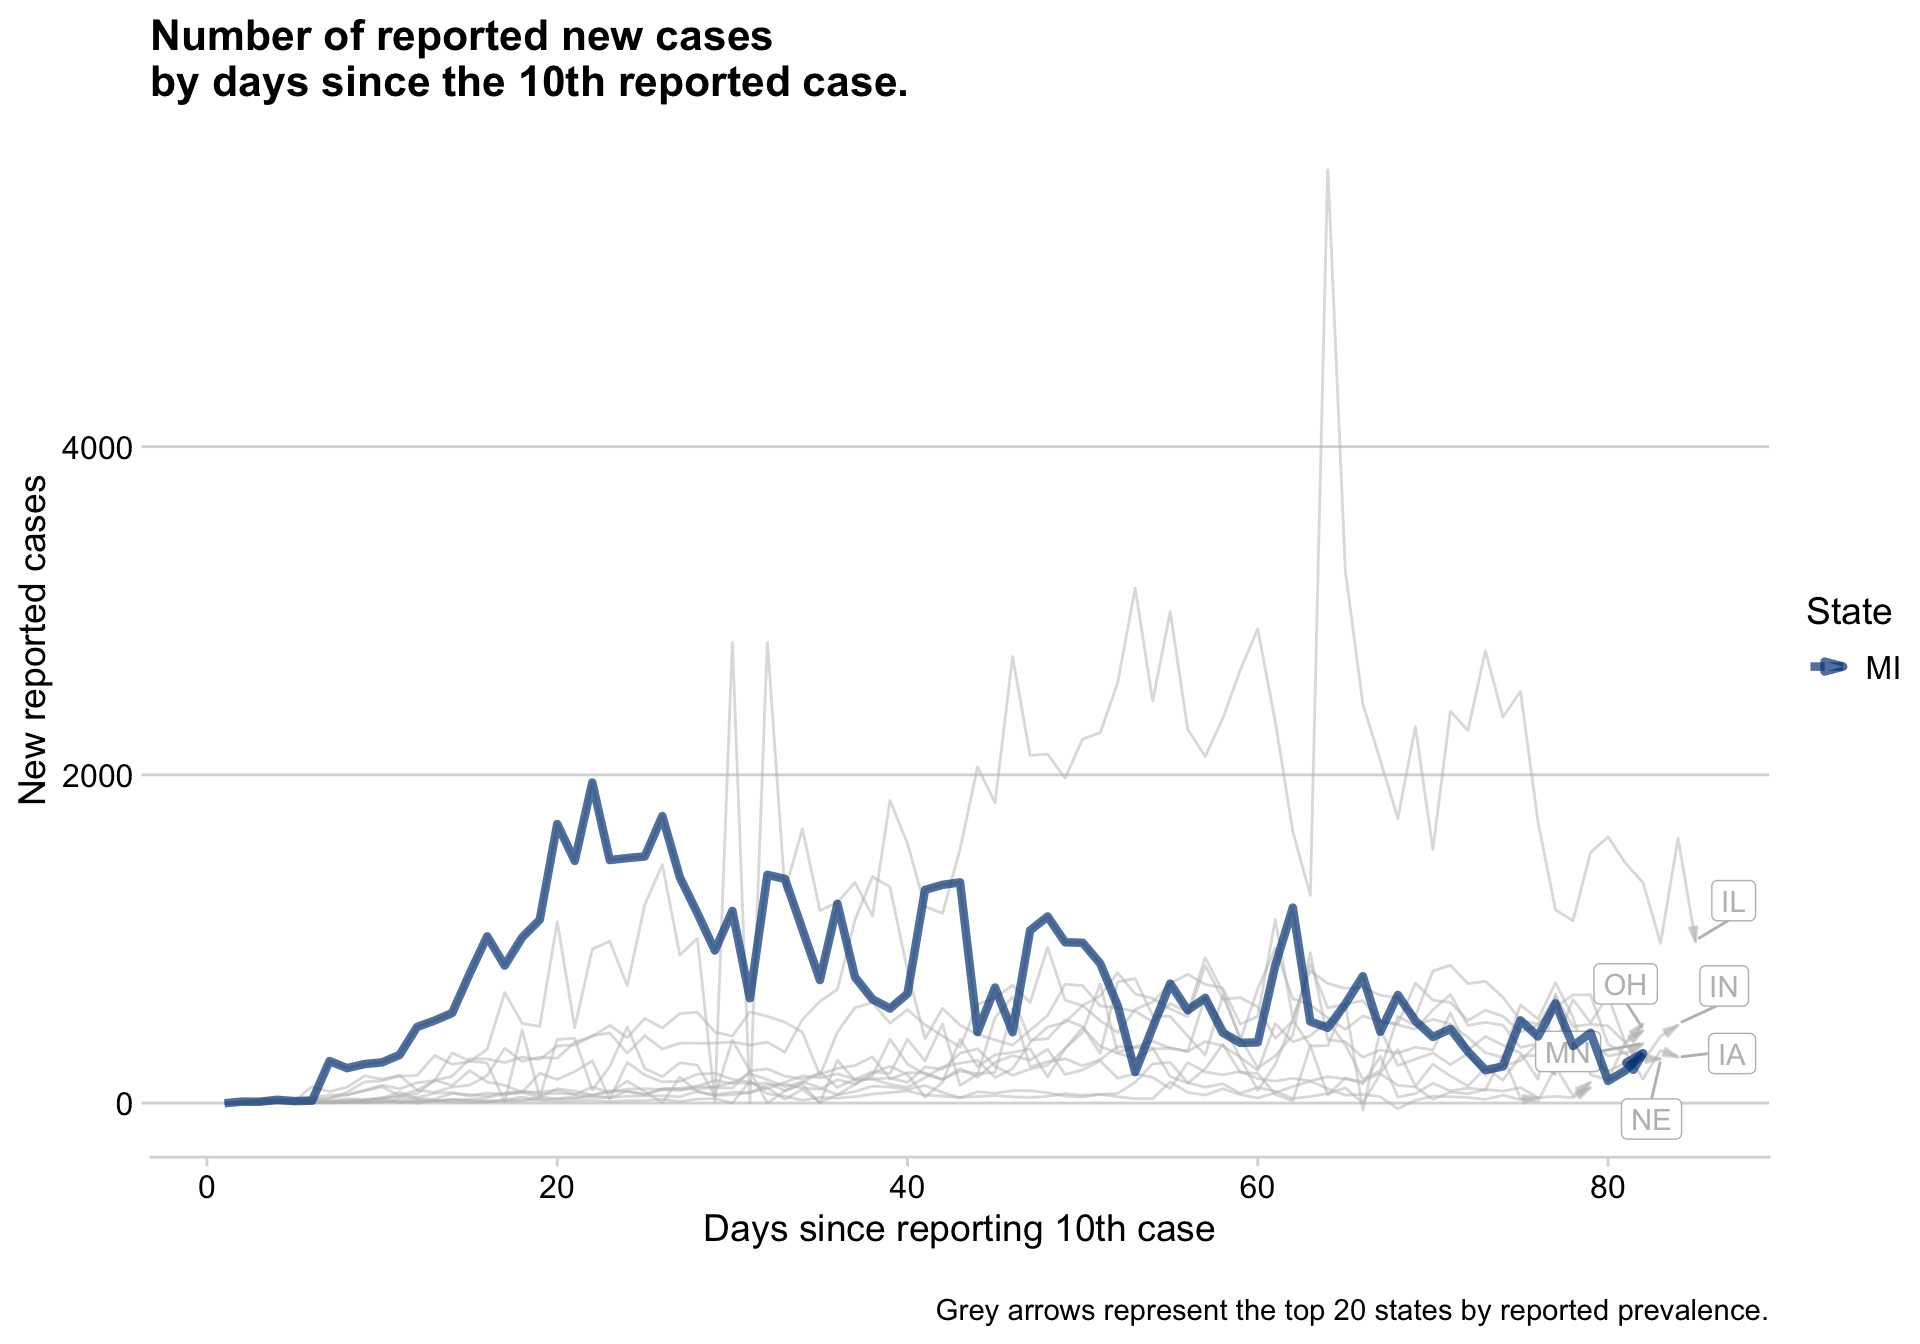 Number of reported new cases
by days since the 10th reported case.
New reported cases
4000
2000
0
0
20
40
60
80
Days since reporting 10th case
IL
OH
IN
MN
IA
NE
State
MI
Grey arrows represent the top 20 states by reported prevalence.